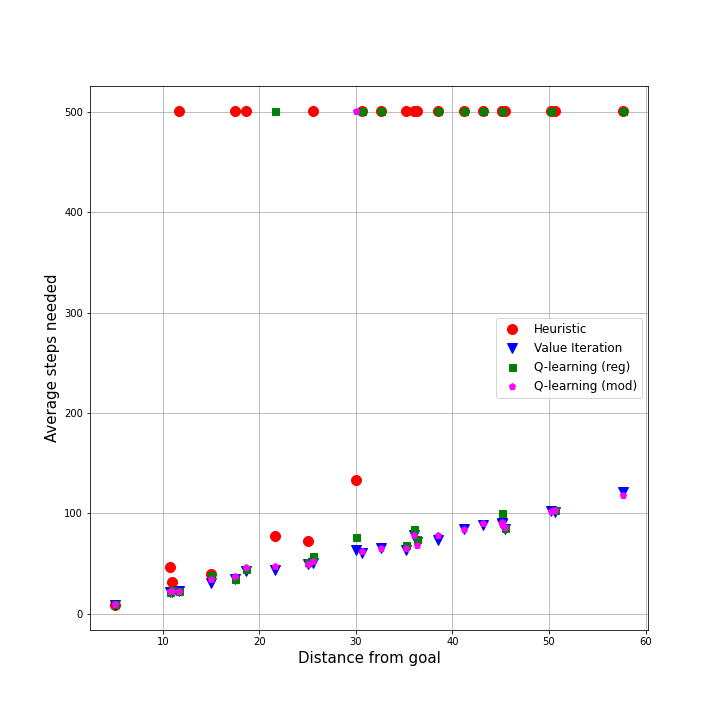 500
400
300
200
100
0
Average steps needed
Heuristic
Value Iteration
Q-learning (reg)
Q-learning (mod)
10 20 30 40 50 60
Distance from goal